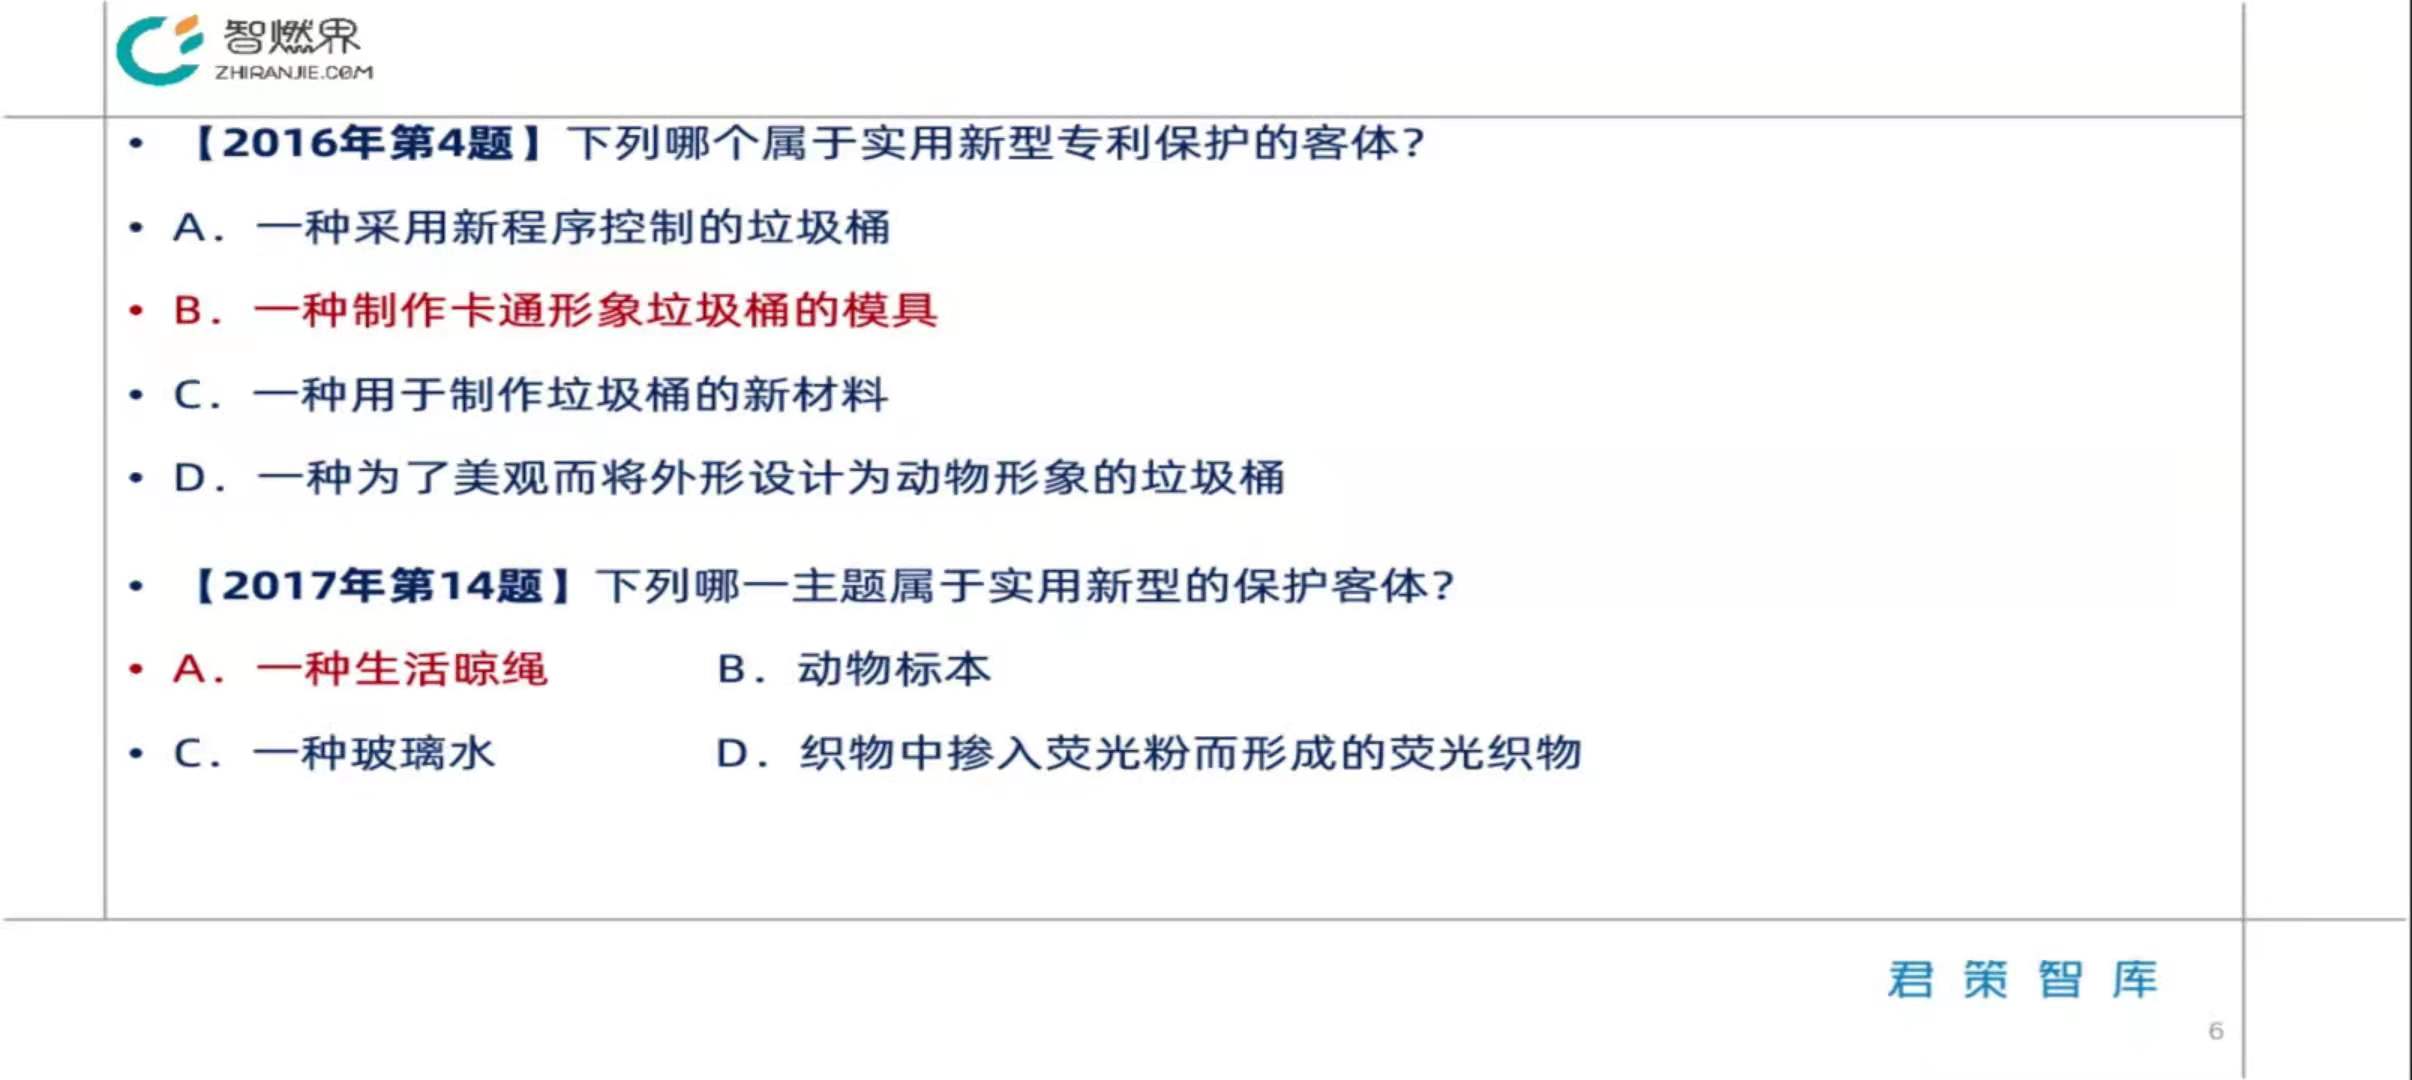 智燃界
ZHIRANJIE.COM
• 【2016年第4题】下列哪个属于实用新型专利保护的客体?
• A. 一种采用新程序控制的垃圾桶
• B. 一种制作卡通形象垃圾桶的模具
• C. 一种用于制作垃圾桶的新材料
• D. 一种为了美观而将外形设计为动物形象的垃圾桶
• 【2017年第14题】下列哪一主题属于实用新型的保护客体?
• A. 一种生活晾绳 B. 动物标本
• C. 一种玻璃水 D. 织物中掺入荧光粉而形成的荧光织物
君策智库
6